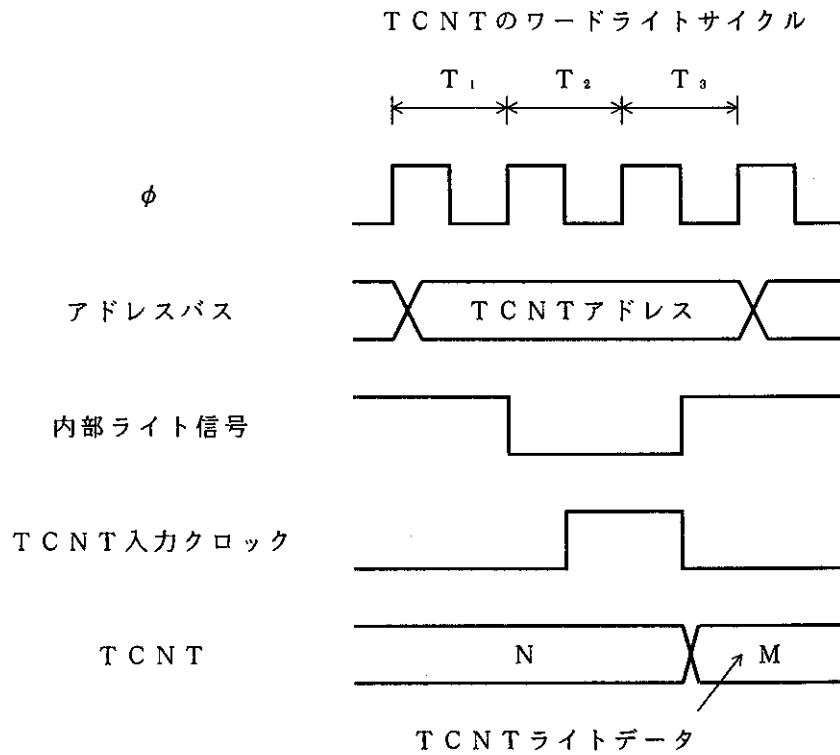 TCNTのワードライトサイクル
T₁ T₂ T₃
φ
アドレスバス
TCNTアドレス
内部ライト信号
TCNT入力クロック
TCNT
N
M
TCNTライトデータ